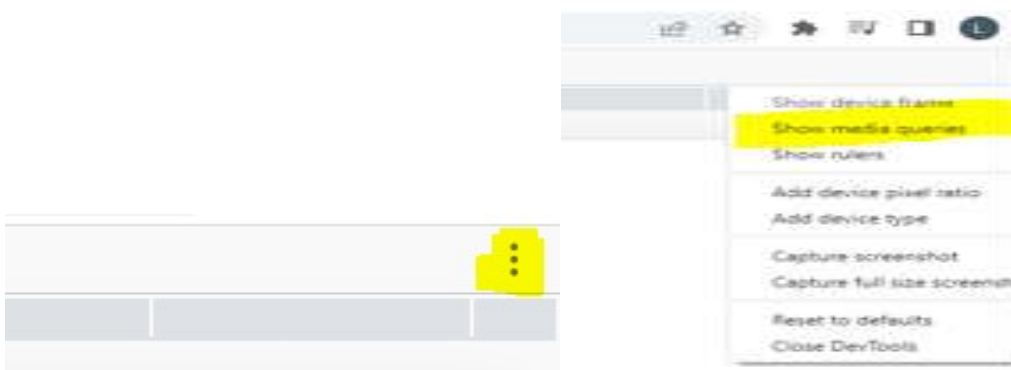 L
Show device frame
Show media queries
Show rulers
Add device pixel ratio
Add device type
Capture screenshot
Capture full size
Reset to defaults
Close DevTools